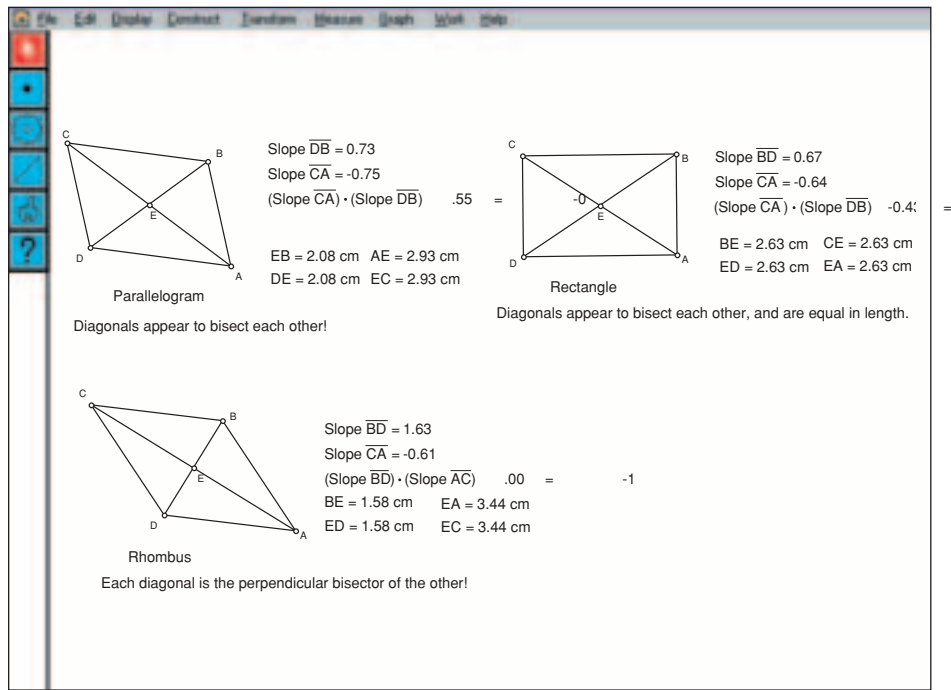 File Edit Display Construct Transform Measure Graph Work Help
C
B
E
D
A
Slope DB = 0.73
Slope CA = -0.75
(Slope CA) · (Slope DB) .55 = -0
EB = 2.08 cm AE = 2.93 cm
DE = 2.08 cm EC = 2.93 cm
Parallelogram
Diagonals appear to bisect each other!
C
B
E
D
A
Slope BD = 0.67
Slope CA = -0.64
(Slope CA) · (Slope DB) -0.43 =
BE = 2.63 cm CE = 2.63 cm
ED = 2.63 cm EA = 2.63 cm
Rectangle
Diagonals appear to bisect each other, and are equal in length.
C
B
E
D
A
Slope BD = 1.63
Slope CA = -0.61
(Slope BD) · (Slope AC) .00 = -1
BE = 1.58 cm EA = 3.44 cm
ED = 1.58 cm EC = 3.44 cm
Rhombus
Each diagonal is the perpendicular bisector of the other!
?